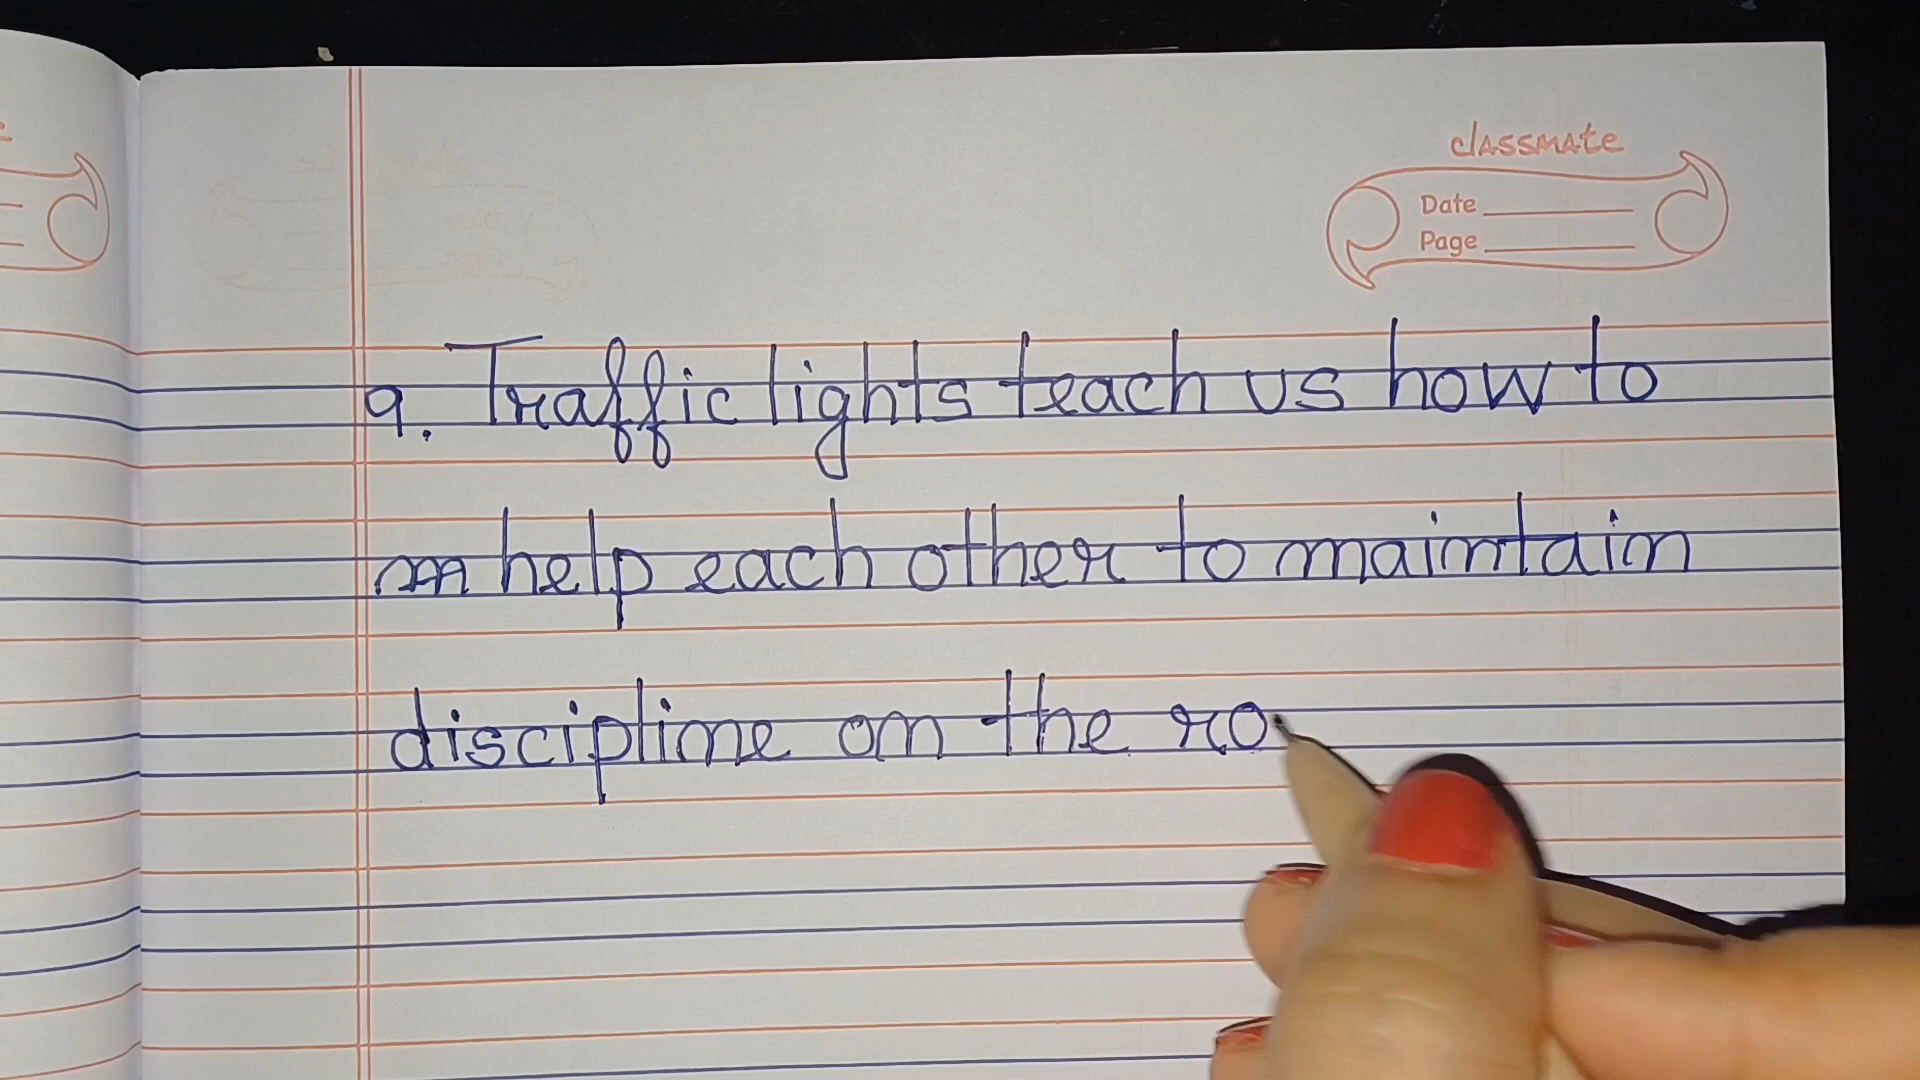 classmate
Date
Page
9. Traffic lights teach us how to
help each other to maintain
discipline on the ro